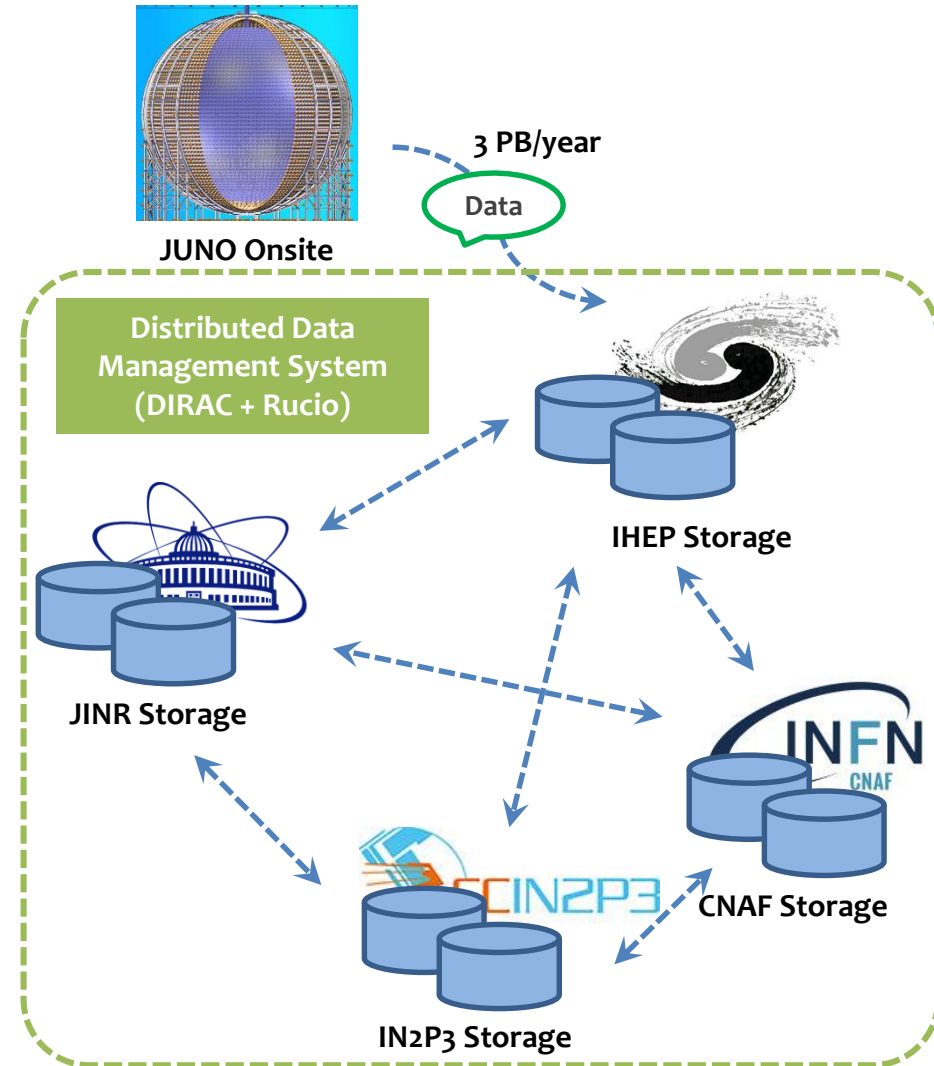 3 PB/year
Data
JUNO Onsite
Distributed Data
Management System
(DIRAC + Rucio)
IHEP Storage
JINR Storage
INFN
CNAF
CNAF Storage
CCIN2P3
IN2P3 Storage